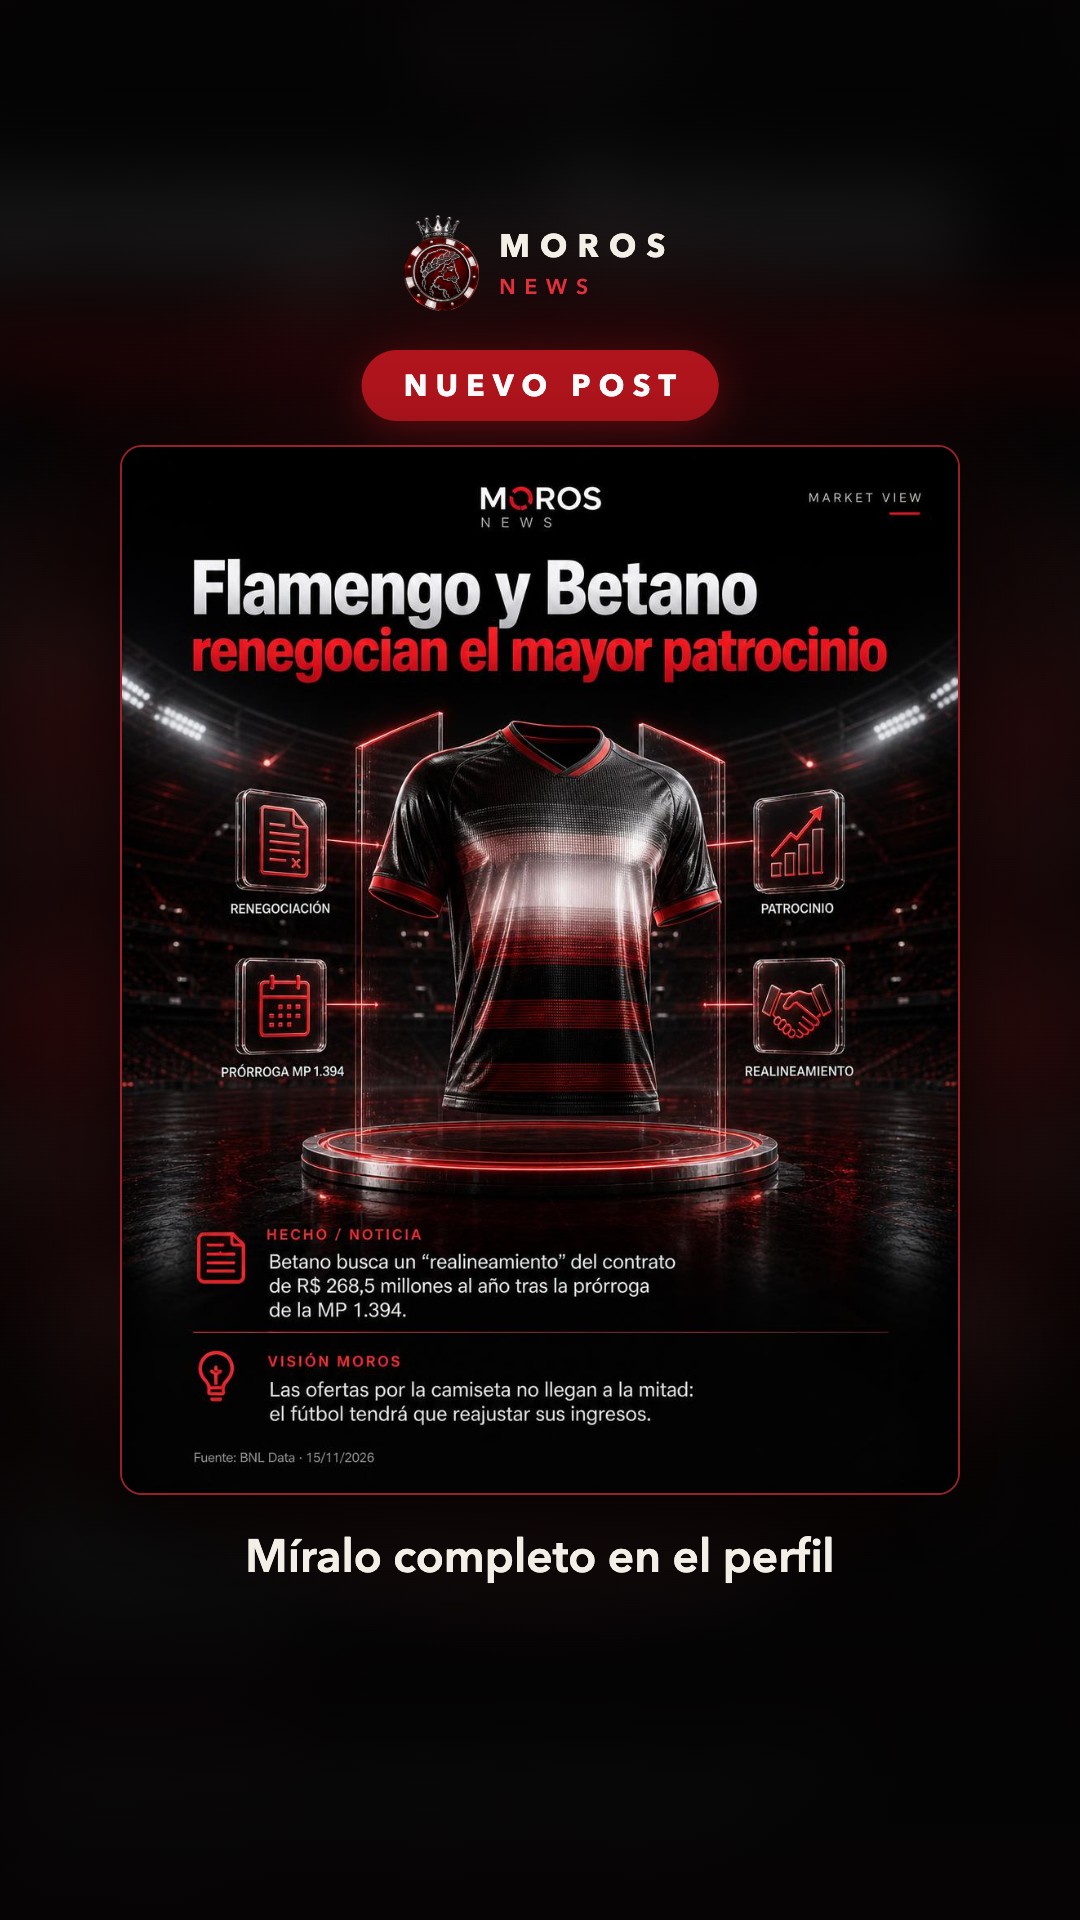 MOROS
NEWS
NUEVO POST
MOROS
NEWS
MARKET VIEW
Flamengo y Betano
renegocian el mayor patrocinio
RENEGOCIACIÓN
PATROCINIO
PRÓRROGA MP 1.394
REALINEAMIENTO
HECHO / NOTICIA
Betano busca un “realineamiento” del contrato
de R$ 268,5 millones al año tras la prórroga
de la MP 1.394.
VISIÓN MOROS
Las ofertas por la camiseta no llegan a la mitad:
el fútbol tendrá que reajustar sus ingresos.
Fuente: BNL Data · 15/11/2026
Míralo completo en el perfil